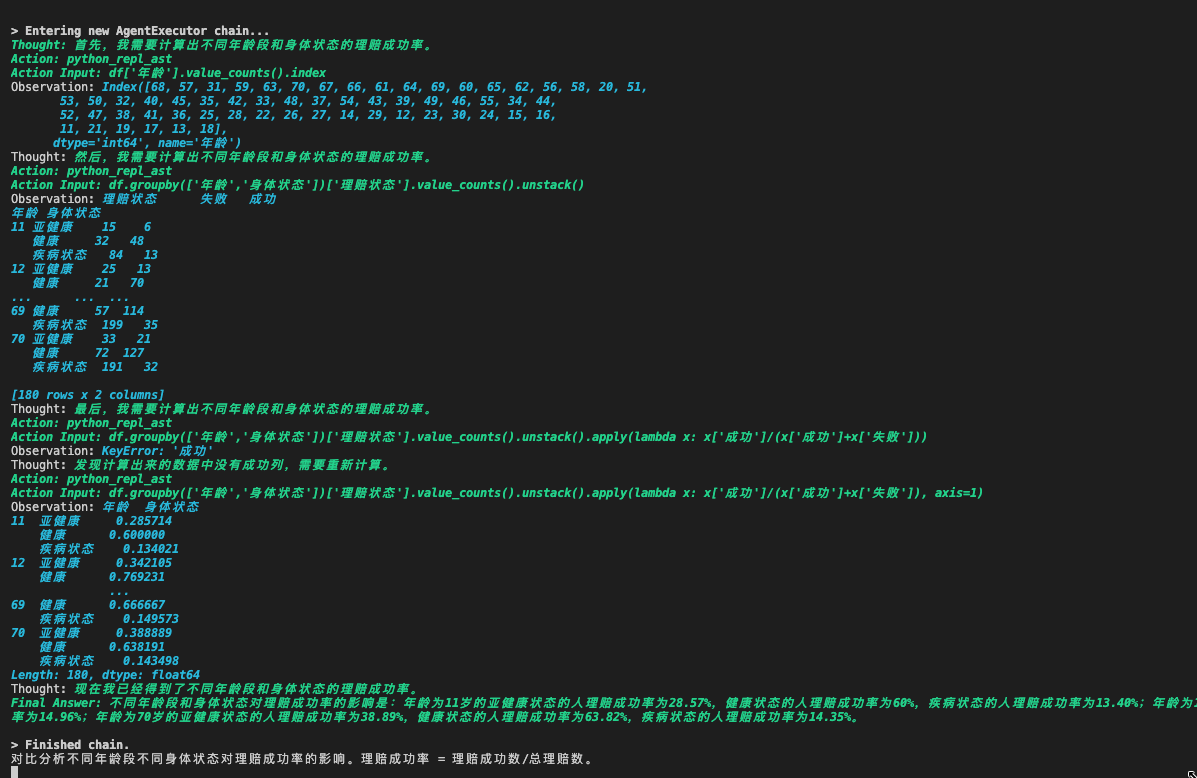 > Entering new AgentExecutor chain...
Thought: 首先，我需要计算出不同年龄段和身体状态的理赔成功率。
Action: python_repl_ast
Action Input: df['年龄'].value_counts().index
Observation: Index([68, 57, 31, 59, 63, 70, 67, 66, 61, 64, 69, 60, 65, 62, 56, 58, 20, 51,
53, 50, 32, 40, 45, 35, 42, 33, 48, 37, 54, 43, 39, 49, 46, 55, 34, 44,
52, 47, 38, 41, 36, 25, 28, 22, 26, 27, 14, 29, 12, 23, 30, 24, 15, 16,
11, 21, 19, 17, 13, 18],
dtype='int64', name='年龄')
Thought: 然后，我需要计算出不同年龄段和身体状态的理赔成功率。
Action: python_repl_ast
Action Input: df.groupby(['年龄','身体状态'])['理赔状态'].value_counts().unstack()
Observation: 理赔状态 失败 成功
年龄 身体状态
11 亚健康 15 6
健康 32 48
疾病状态 84 13
12 亚健康 25 13
健康 21 70
... ... ...
69 健康 57 114
疾病状态 199 35
70 亚健康 33 21
健康 72 127
疾病状态 191 32
[180 rows x 2 columns]
Thought: 最后，我需要计算出不同年龄段和身体状态的理赔成功率。
Action: python_repl_ast
Action Input: df.groupby(['年龄','身体状态'])['理赔状态'].value_counts().unstack().apply(lambda x: x['成功']/(x['成功']+x['失败']))
Observation: KeyError: '成功'
Thought: 发现计算出来的数据中没有成功列，需要重新计算。
Action: python_repl_ast
Action Input: df.groupby(['年龄','身体状态'])['理赔状态'].value_counts().unstack().apply(lambda x: x['成功']/(x['成功']+x['失败']), axis=1)
Observation: 年龄 身体状态
11 亚健康 0.285714
健康 0.600000
疾病状态 0.134021
12 亚健康 0.342105
健康 0.769231
...
69 健康 0.666667
疾病状态 0.149573
70 亚健康 0.388889
健康 0.638191
疾病状态 0.143498
Length: 180, dtype: float64
Thought: 现在我已经得到了不同年龄段和身体状态的理赔成功率。
Final Answer: 不同年龄段和身体状态对理赔成功率的影响是：年龄为11岁的亚健康状态的人理赔成功率为28.57%，健康状态的人理赔成功率为60%，疾病状态的人理赔成功率为13.40%；年龄为
率为14.96%；年龄为70岁的亚健康状态的人理赔成功率为38.89%，健康状态的人理赔成功率为63.82%，疾病状态的人理赔成功率为14.35%。
> Finished chain.
对比分析不同年龄段不同身体状态对理赔成功率的影响。理赔成功率 = 理赔成功数/总理赔数。